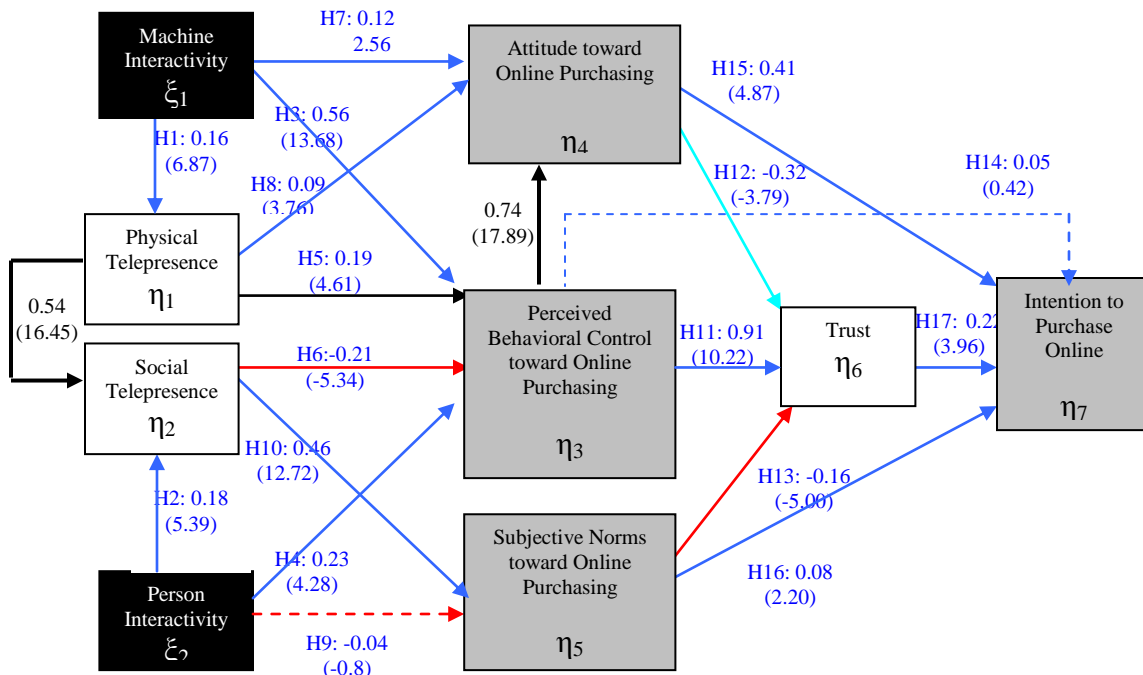 Machine
Interactivity
ξ1
H7: 0.12
2.56
Attitude toward
Online Purchasing
η4
H15: 0.41
(4.87)
H3: 0.56
(13.68)
H1: 0.16
(6.87)
H8: 0.09
(3.76)
H12: -0.32
(-3.79)
H14: 0.05
(0.42)
0.74
(17.89)
Physical
Telepresence
η1
H5: 0.19
(4.61)
0.54
(16.45)
Perceived
Behavioral Control
toward Online
Purchasing
η3
H11: 0.91
(10.22)
Trust
η6
H17: 0.22
(3.96)
Intention to
Purchase
Online
η7
Social
Telepresence
η2
H6:-0.21
(-5.34)
H10: 0.46
(12.72)
H2: 0.18
(5.39)
H13: -0.16
(-5.00)
H4: 0.23
(4.28)
Subjective Norms
toward Online
Purchasing
η5
H16: 0.08
(2.20)
Person
Interactivity
ξ2
H9: -0.04
(-0.8)